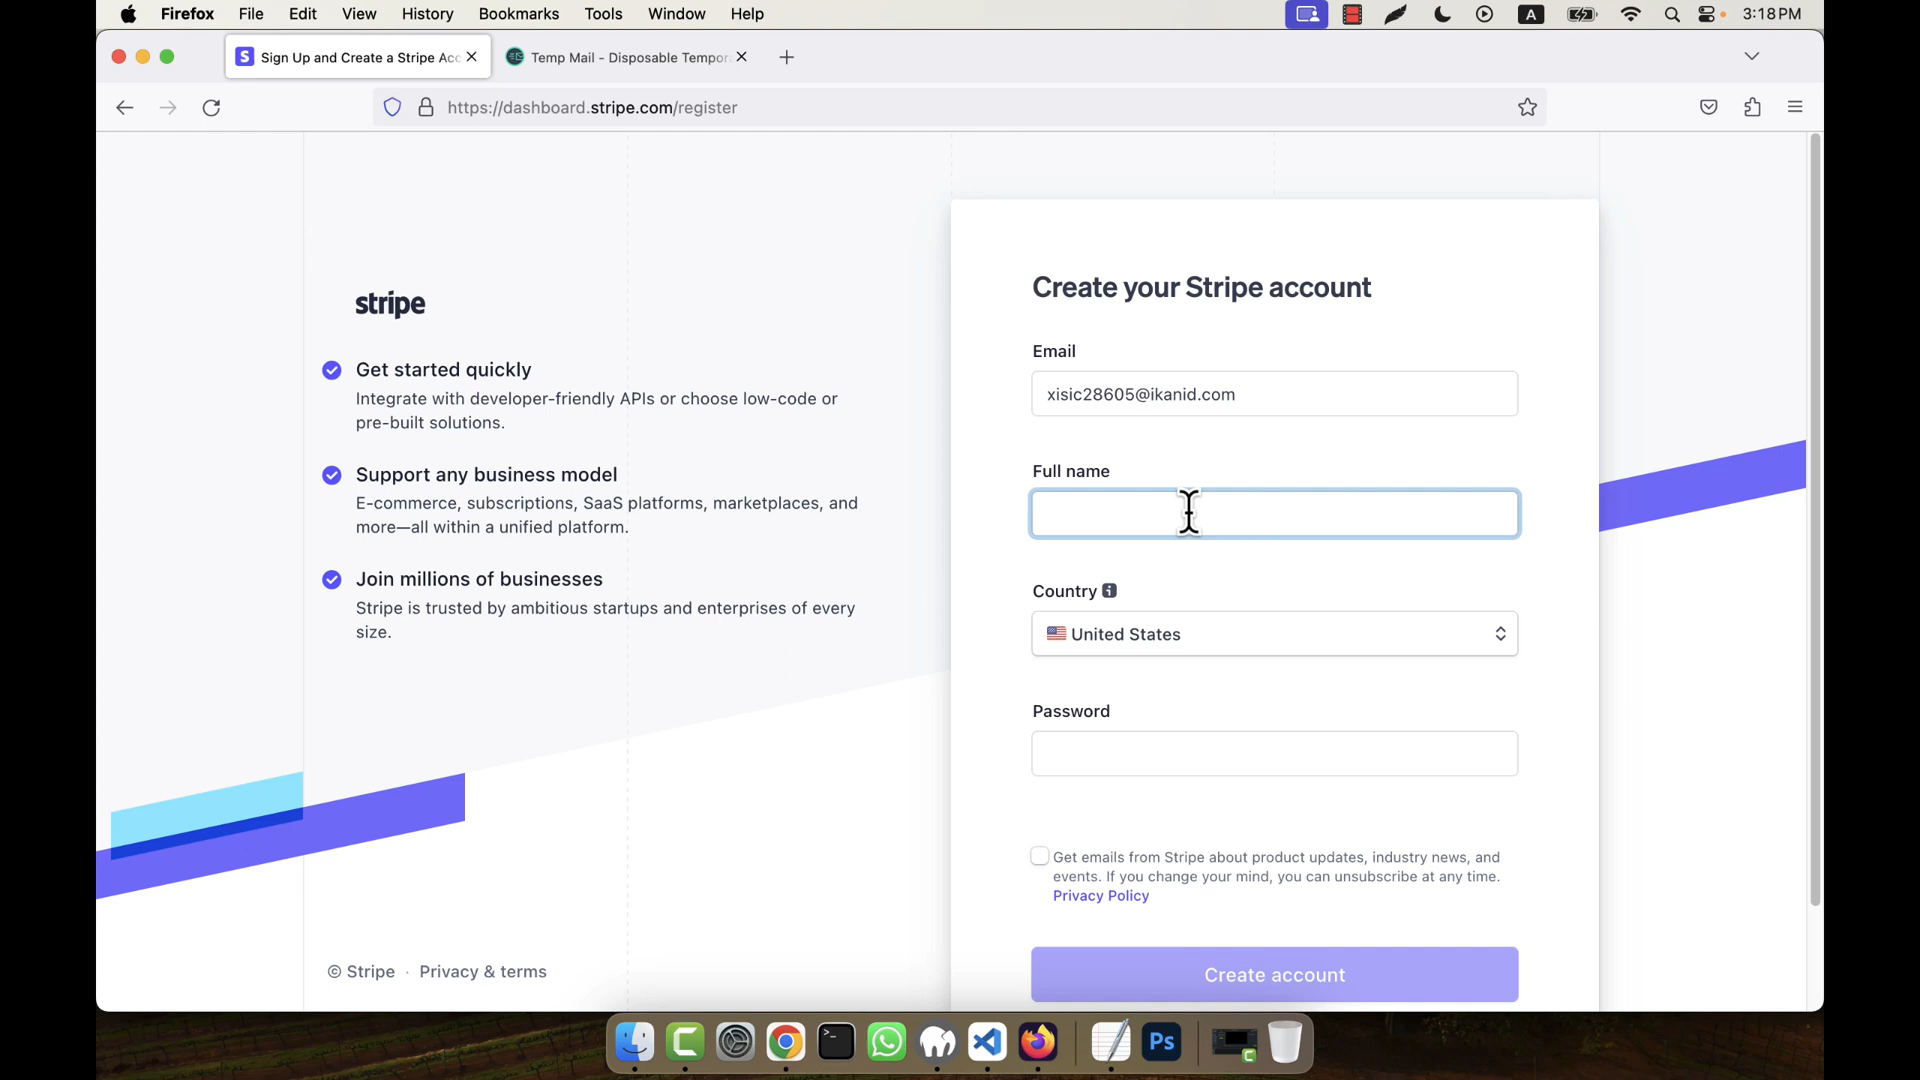 Firefox File Edit View History Bookmarks Tools Window Help A 3:18 PM
S Sign Up and Create a Stripe Acc Temp Mail - Disposable Tempor
https://dashboard.stripe.com/register
stripe
Get started quickly
Integrate with developer-friendly APIs or choose low-code or
pre-built solutions.
Support any business model
E-commerce, subscriptions, SaaS platforms, marketplaces, and
more—all within a unified platform.
Join millions of businesses
Stripe is trusted by ambitious startups and enterprises of every
size.
© Stripe · Privacy & terms
Create your Stripe account
Email
xisic28605@ikanid.com
Full name
Country
United States
Password
Get emails from Stripe about product updates, industry news, and
events. If you change your mind, you can unsubscribe at any time.
Privacy Policy
Create account
Ps